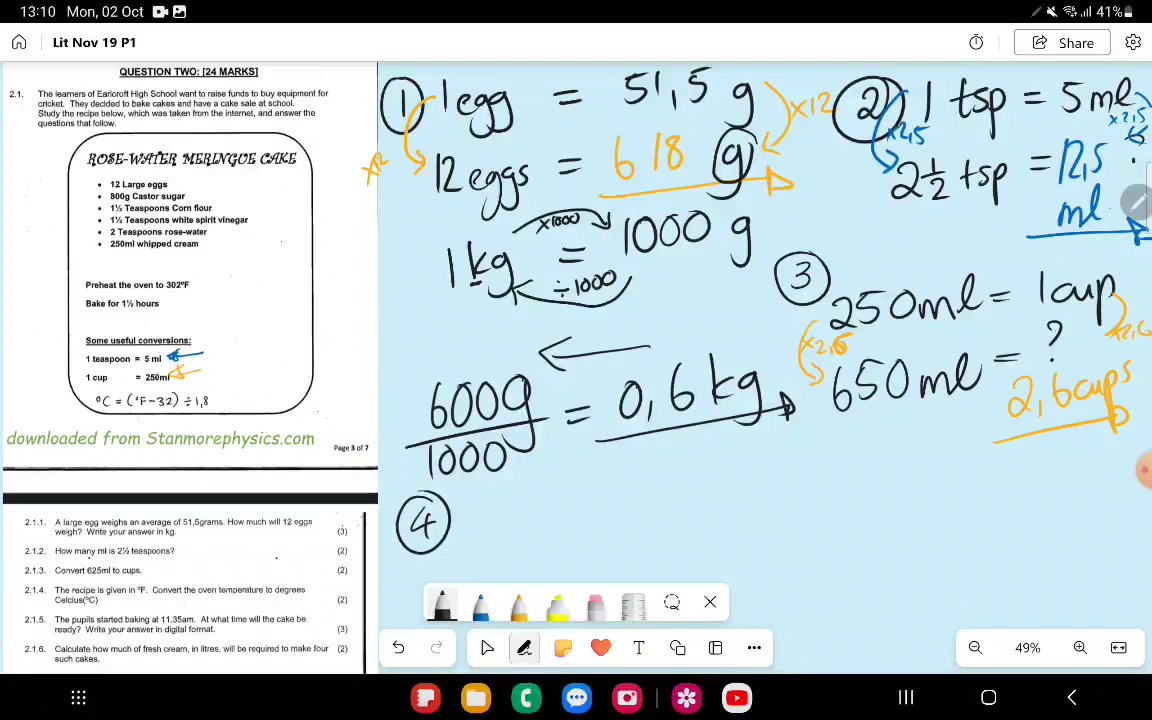 13:10 Mon, 02 Oct
41%
Lit Nov 19 P1
Share
QUESTION TWO: [24 MARKS]
2.1. The learners of Earlcroft High School want to raise funds to buy equipment for
cricket. They decided to bake cakes and have a cake sale at school.
Study the recipe below, which was taken from the internet, and answer the
questions that follow.
ROSE-WATER MERINGUE CAKE
• 12 Large eggs
• 800g Castor sugar
• 1½ Teaspoons Corn flour
• 1½ Teaspoons white spirit vinegar
• 2 Teaspoons rose-water
• 250ml whipped cream
Preheat the oven to 302ºF
Bake for 1½ hours
Some useful conversions:
1 teaspoon = 5 ml
1 cup = 250ml
°C = (°F-32) ÷ 1,8
downloaded from Stanmorephysics.com
Page 3 of 7
2.1.1. A large egg weighs an average of 51,5grams. How much will 12 eggs
weigh? Write your answer in kg. (3)
2.1.2. How many ml is 2½ teaspoons? (2)
2.1.3. Convert 625ml to cups. (2)
2.1.4. The recipe is given in °F. Convert the oven temperature to degrees
Celcius(°C) (2)
2.1.5. The pupils started baking at 11.35am. At what time will the cake be
ready? Write your answer in digital format. (3)
2.1.6. Calculate how much of fresh cream, in litres, will be required to make four (2)
such cakes.
1 1 egg = 51,5 g
x12
12 eggs = 618 g
x12
x1000
1 kg = 1000 g
÷1000
600g = 0,6 kg
1000
2 1 tsp = 5 ml
x2,5
x2,5
2½ tsp = 12,5
ml
3
250ml = 1 cup
x2,6
?
650ml =
2,6 cups
4
T
49%